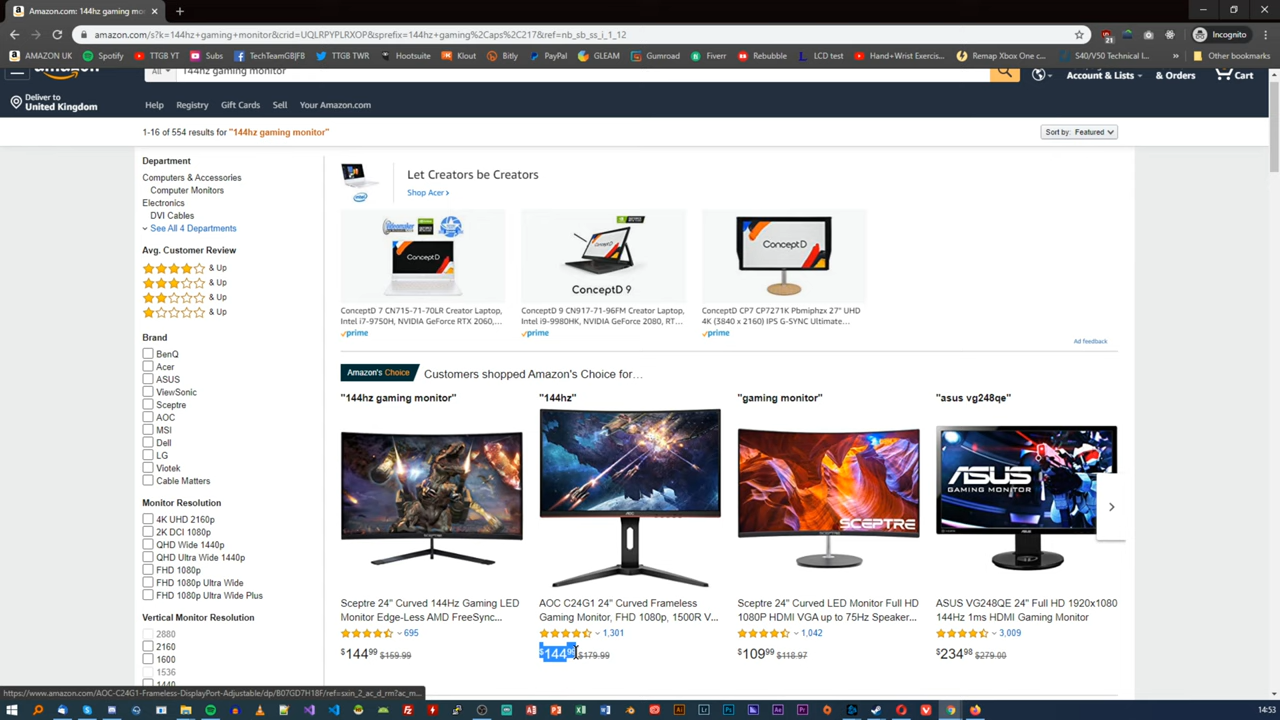 Amazon.com: 144hz gaming mon
amazon.com/s?k=144hz+gaming+monitor&crid=UQLRPYPLRXOP&sprefix=144hz+gaming%2Caps%2C217&ref=nb_sb_ss_i_1_12
Incognito
AMAZON UK
Spotify
TTGB YT
Subs
TechTeamGBJFB
TTGB TWR
Hootsuite
Klout
Bitly
PayPal
GLEAM
Gumroad
Fiverr
Rebubble
LCD test
Hand+Wrist Exercis...
Remap Xbox One c...
S40/V50 Technical I...
Other bookmarks
All
144hz gaming monitor
Account & Lists
& Orders
Cart
Deliver to
United Kingdom
Help
Registry
Gift Cards
Sell
Your Amazon.com
1-16 of 554 results for "144hz gaming monitor"
Sort by: Featured
Department
Computers & Accessories
Computer Monitors
Electronics
DVI Cables
See All 4 Departments
Avg. Customer Review
& Up
& Up
& Up
& Up
Brand
BenQ
Acer
ASUS
ViewSonic
Sceptre
AOC
MSI
Dell
LG
Viotek
Cable Matters
Monitor Resolution
4K UHD 2160p
2K DCI 1080p
QHD Wide 1440p
QHD Ultra Wide 1440p
FHD 1080p
FHD 1080p Ultra Wide
FHD 1080p Ultra Wide Plus
Vertical Monitor Resolution
2880
2160
1600
1536
1440
Let Creators be Creators
Shop Acer ›
ConceptD
ConceptD 9
ConceptD
ConceptD 7 CN715-71-70LR Creator Laptop,
Intel i7-9750H, NVIDIA GeForce RTX 2060,...
prime
ConceptD 9 CN917-71-96FM Creator Laptop,
Intel i9-9980HK, NVIDIA GeForce 2080, RT...
prime
ConceptD CP7 CP7271K Pbmiphzx 27" UHD
4K (3840 x 2160) IPS G-SYNC Ultimate...
prime
Ad feedback
Amazon's Choice
Customers shopped Amazon's Choice for…
"144hz gaming monitor"
"144hz"
"gaming monitor"
"asus vg248qe"
SCEPTRE
ASUS
GAMING MONITOR
Sceptre 24" Curved 144Hz Gaming LED
Monitor Edge-Less AMD FreeSync...
695
$144.99 $159.99
AOC C24G1 24" Curved Frameless
Gaming Monitor, FHD 1080p, 1500R V...
1,301
$144.99 $179.99
Sceptre 24" Curved LED Monitor Full HD
1080P HDMI VGA up to 75Hz Speaker...
1,042
$109.99 $118.97
ASUS VG248QE 24" Full HD 1920x1080
144Hz 1ms HDMI Gaming Monitor
3,009
$234.98 $279.00
https://www.amazon.com/AOC-C24G1-Frameless-DisplayPort-Adjustable/dp/B07GD7H18F/ref=sxin_2_ac_d_rm?ac_m...
14:53